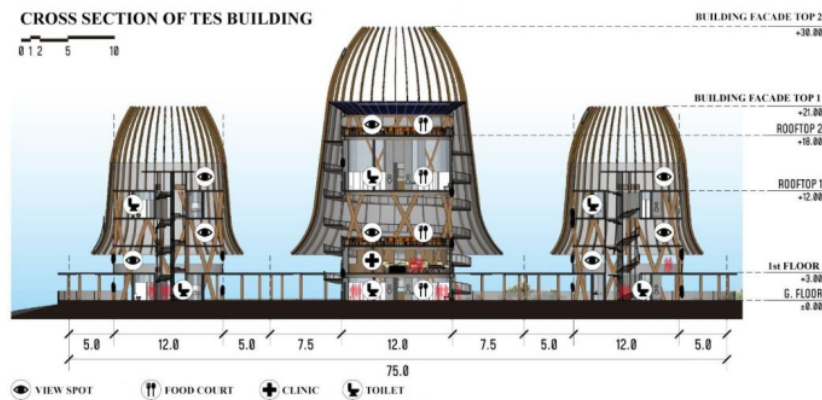 CROSS SECTION OF TES BUILDING
0 1 2 5 10
BUILDING FACADE TOP 2
+30.00
BUILDING FACADE TOP 1
+21.00
ROOFTOP 2
+18.00
ROOFTOP 1
+12.00
1st FLOOR
+3.00
G. FLOOR
±0.00
5.0 12.0 5.0 7.5 12.0 7.5 5.0 12.0 5.0
75.0
VIEW SPOT FOOD COURT CLINIC TOILET